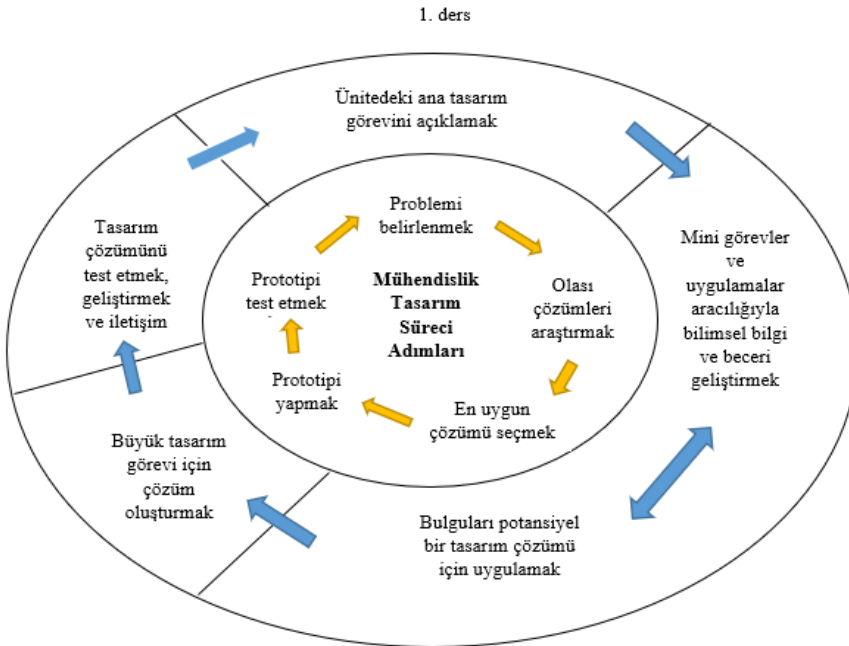 1. ders
Ünitedeki ana tasarım
görevini açıklamak
Mini görevler
ve
uygulamalar
aracılığıyla
bilimsel bilgi
ve beceri
geliştirmek
Bulguları potansiyel
bir tasarım çözümü
için uygulamak
Büyük tasarım
görevi için
çözüm
oluşturmak
Tasarım
çözümünü
test etmek,
geliştirmek
ve iletişim
Mühendislik
Tasarım
Süreci
Adımları
Problemi
belirlenmek
Olası
çözümleri
araştırmak
En uygun
çözümü seçmek
Prototipi
yapmak
Prototipi
test etmek